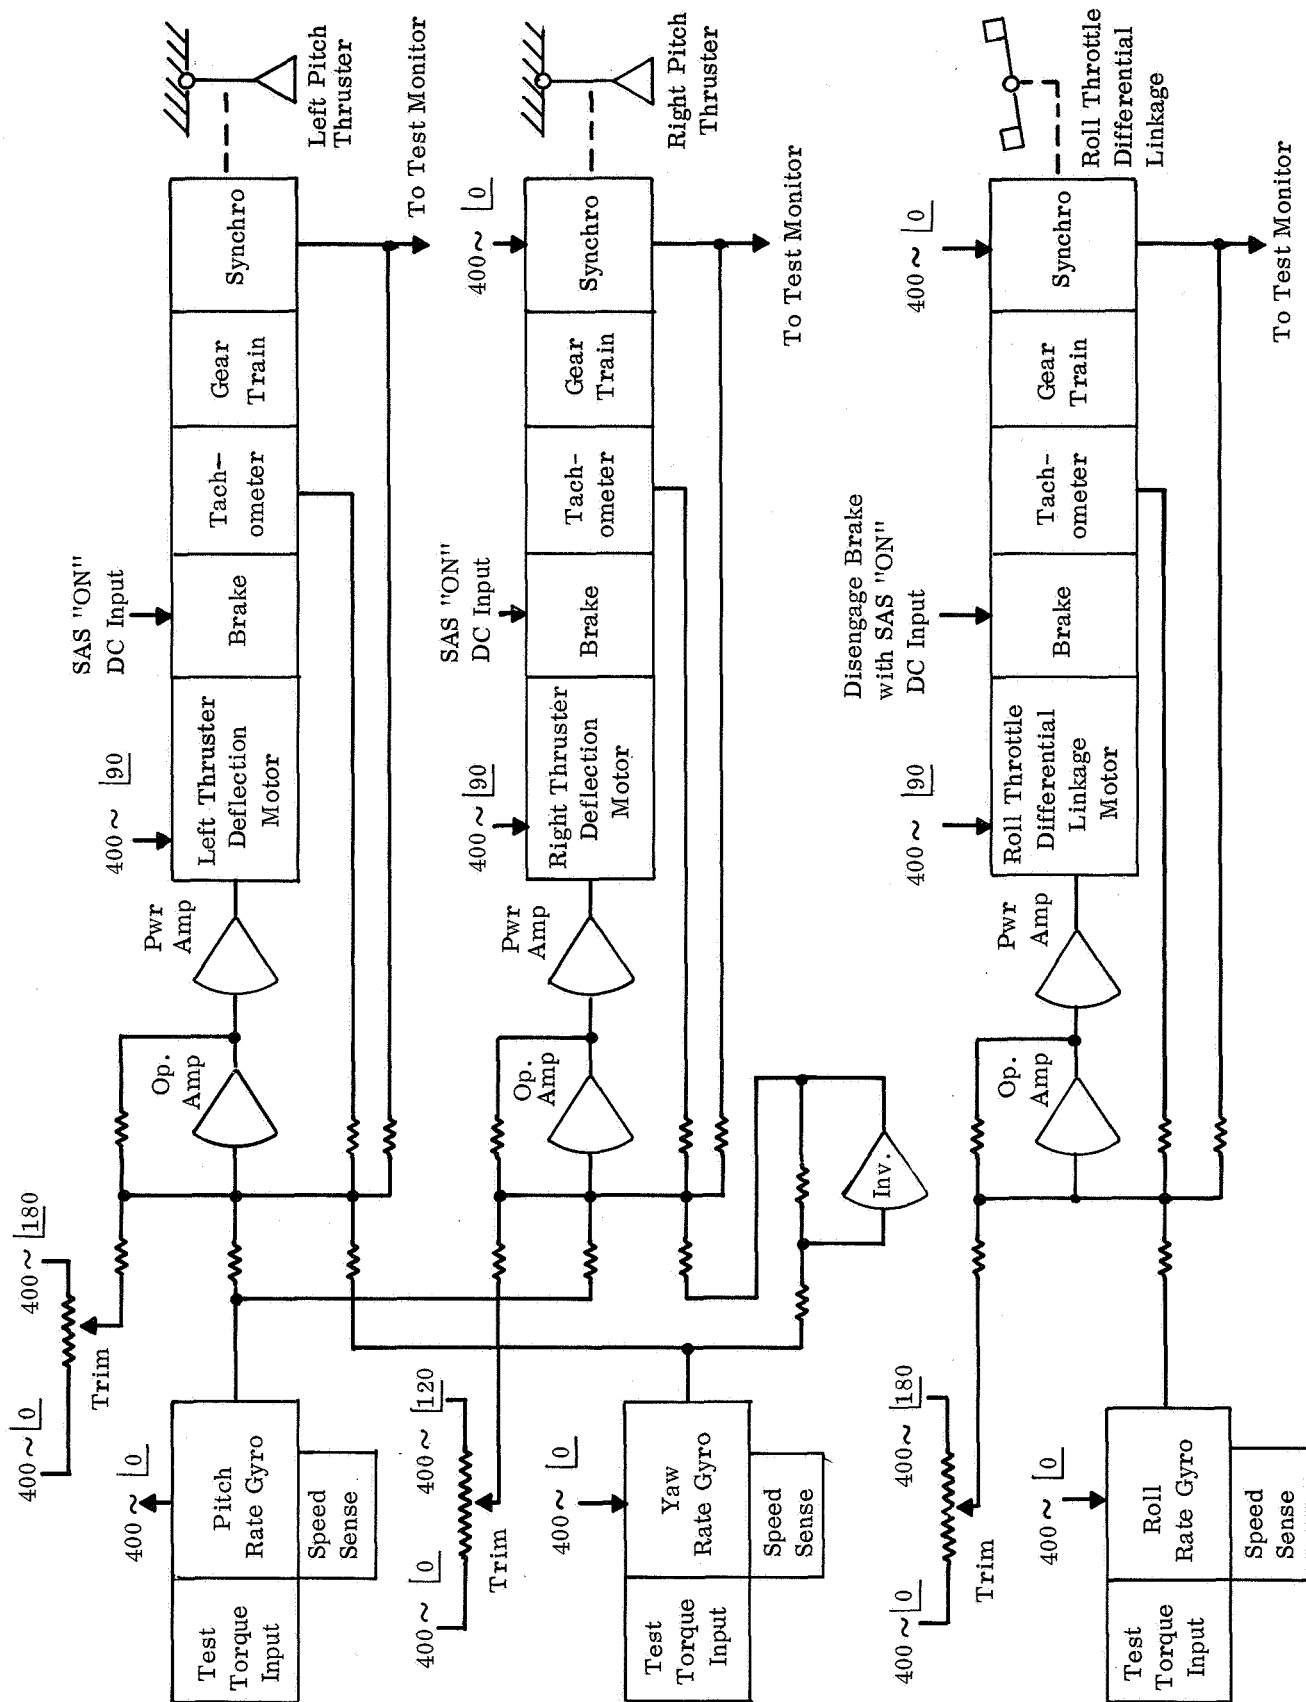 400 ~ |0
400 ~ |180
Trim
400 ~ |0
Test
Torque
Input
Pitch
Rate Gyro
Speed
Sense
Op.
Amp
Pwr
Amp
400 ~ |90
SAS "ON"
DC Input
Left Thruster
Deflection
Motor
Brake
Tach-
ometer
Gear
Train
Synchro
Left Pitch
Thruster
To Test Monitor
400 ~ |0
400 ~ |120
Trim
400 ~ |0
Test
Torque
Input
Yaw
Rate Gyro
Speed
Sense
Op.
Amp
Inv.
Pwr
Amp
400 ~ |90
SAS "ON"
DC Input
400 ~ |0
Right Thruster
Deflection
Motor
Brake
Tach-
ometer
Gear
Train
Synchro
Right Pitch
Thruster
To Test Monitor
400 ~ |0
400 ~ |180
Trim
400 ~ |0
Test
Torque
Input
Roll
Rate Gyro
Speed
Sense
Op.
Amp
Pwr
Amp
400 ~ |90
Disengage Brake
with SAS "ON"
DC Input
400 ~ |0
Roll Throttle
Differential
Linkage
Motor
Brake
Tach-
ometer
Gear
Train
Synchro
Roll Throttle
Differential
Linkage
To Test Monitor